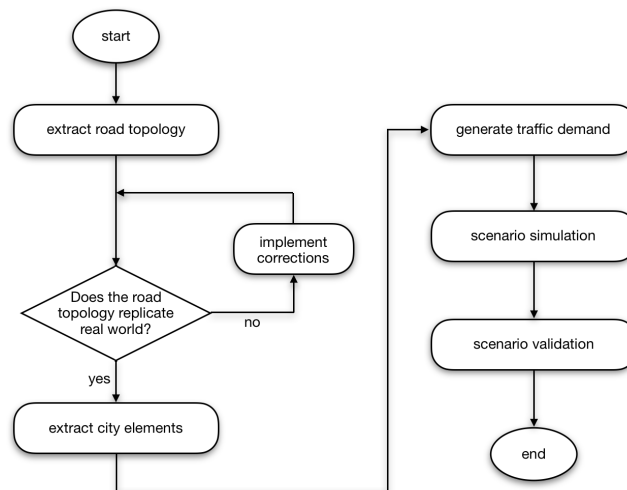 start
extract road topology
implement
corrections
Does the road
topology replicate
real world?
no
yes
extract city elements
generate traffic demand
scenario simulation
scenario validation
end